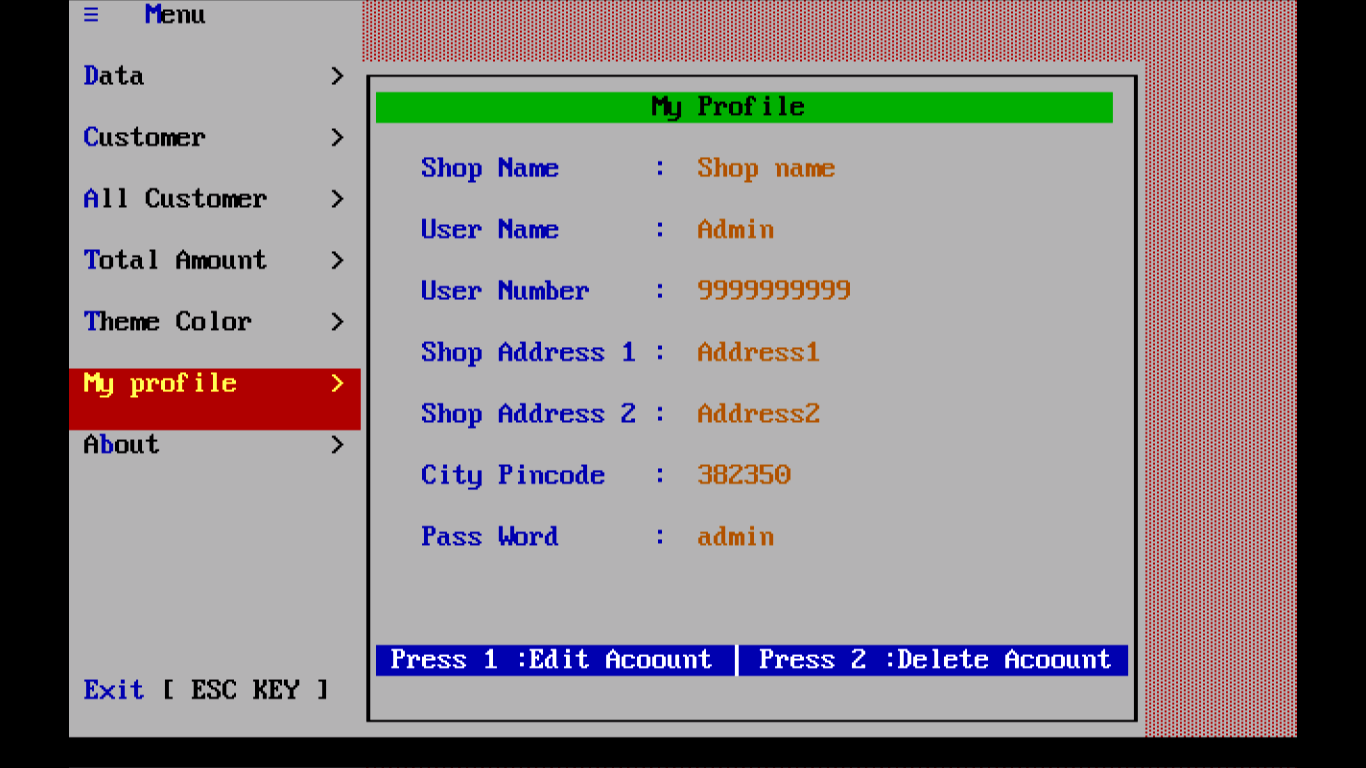 ≡ Menu
Data >
Customer >
All Customer >
Total Amount >
Theme Color >
My profile >
About >
Exit [ ESC KEY ]
My Profile
Shop Name : Shop name
User Name : Admin
User Number : 9999999999
Shop Address 1 : Address1
Shop Address 2 : Address2
City Pincode : 382350
Pass Word : admin
Press 1 :Edit Acoount | Press 2 :Delete Acoount